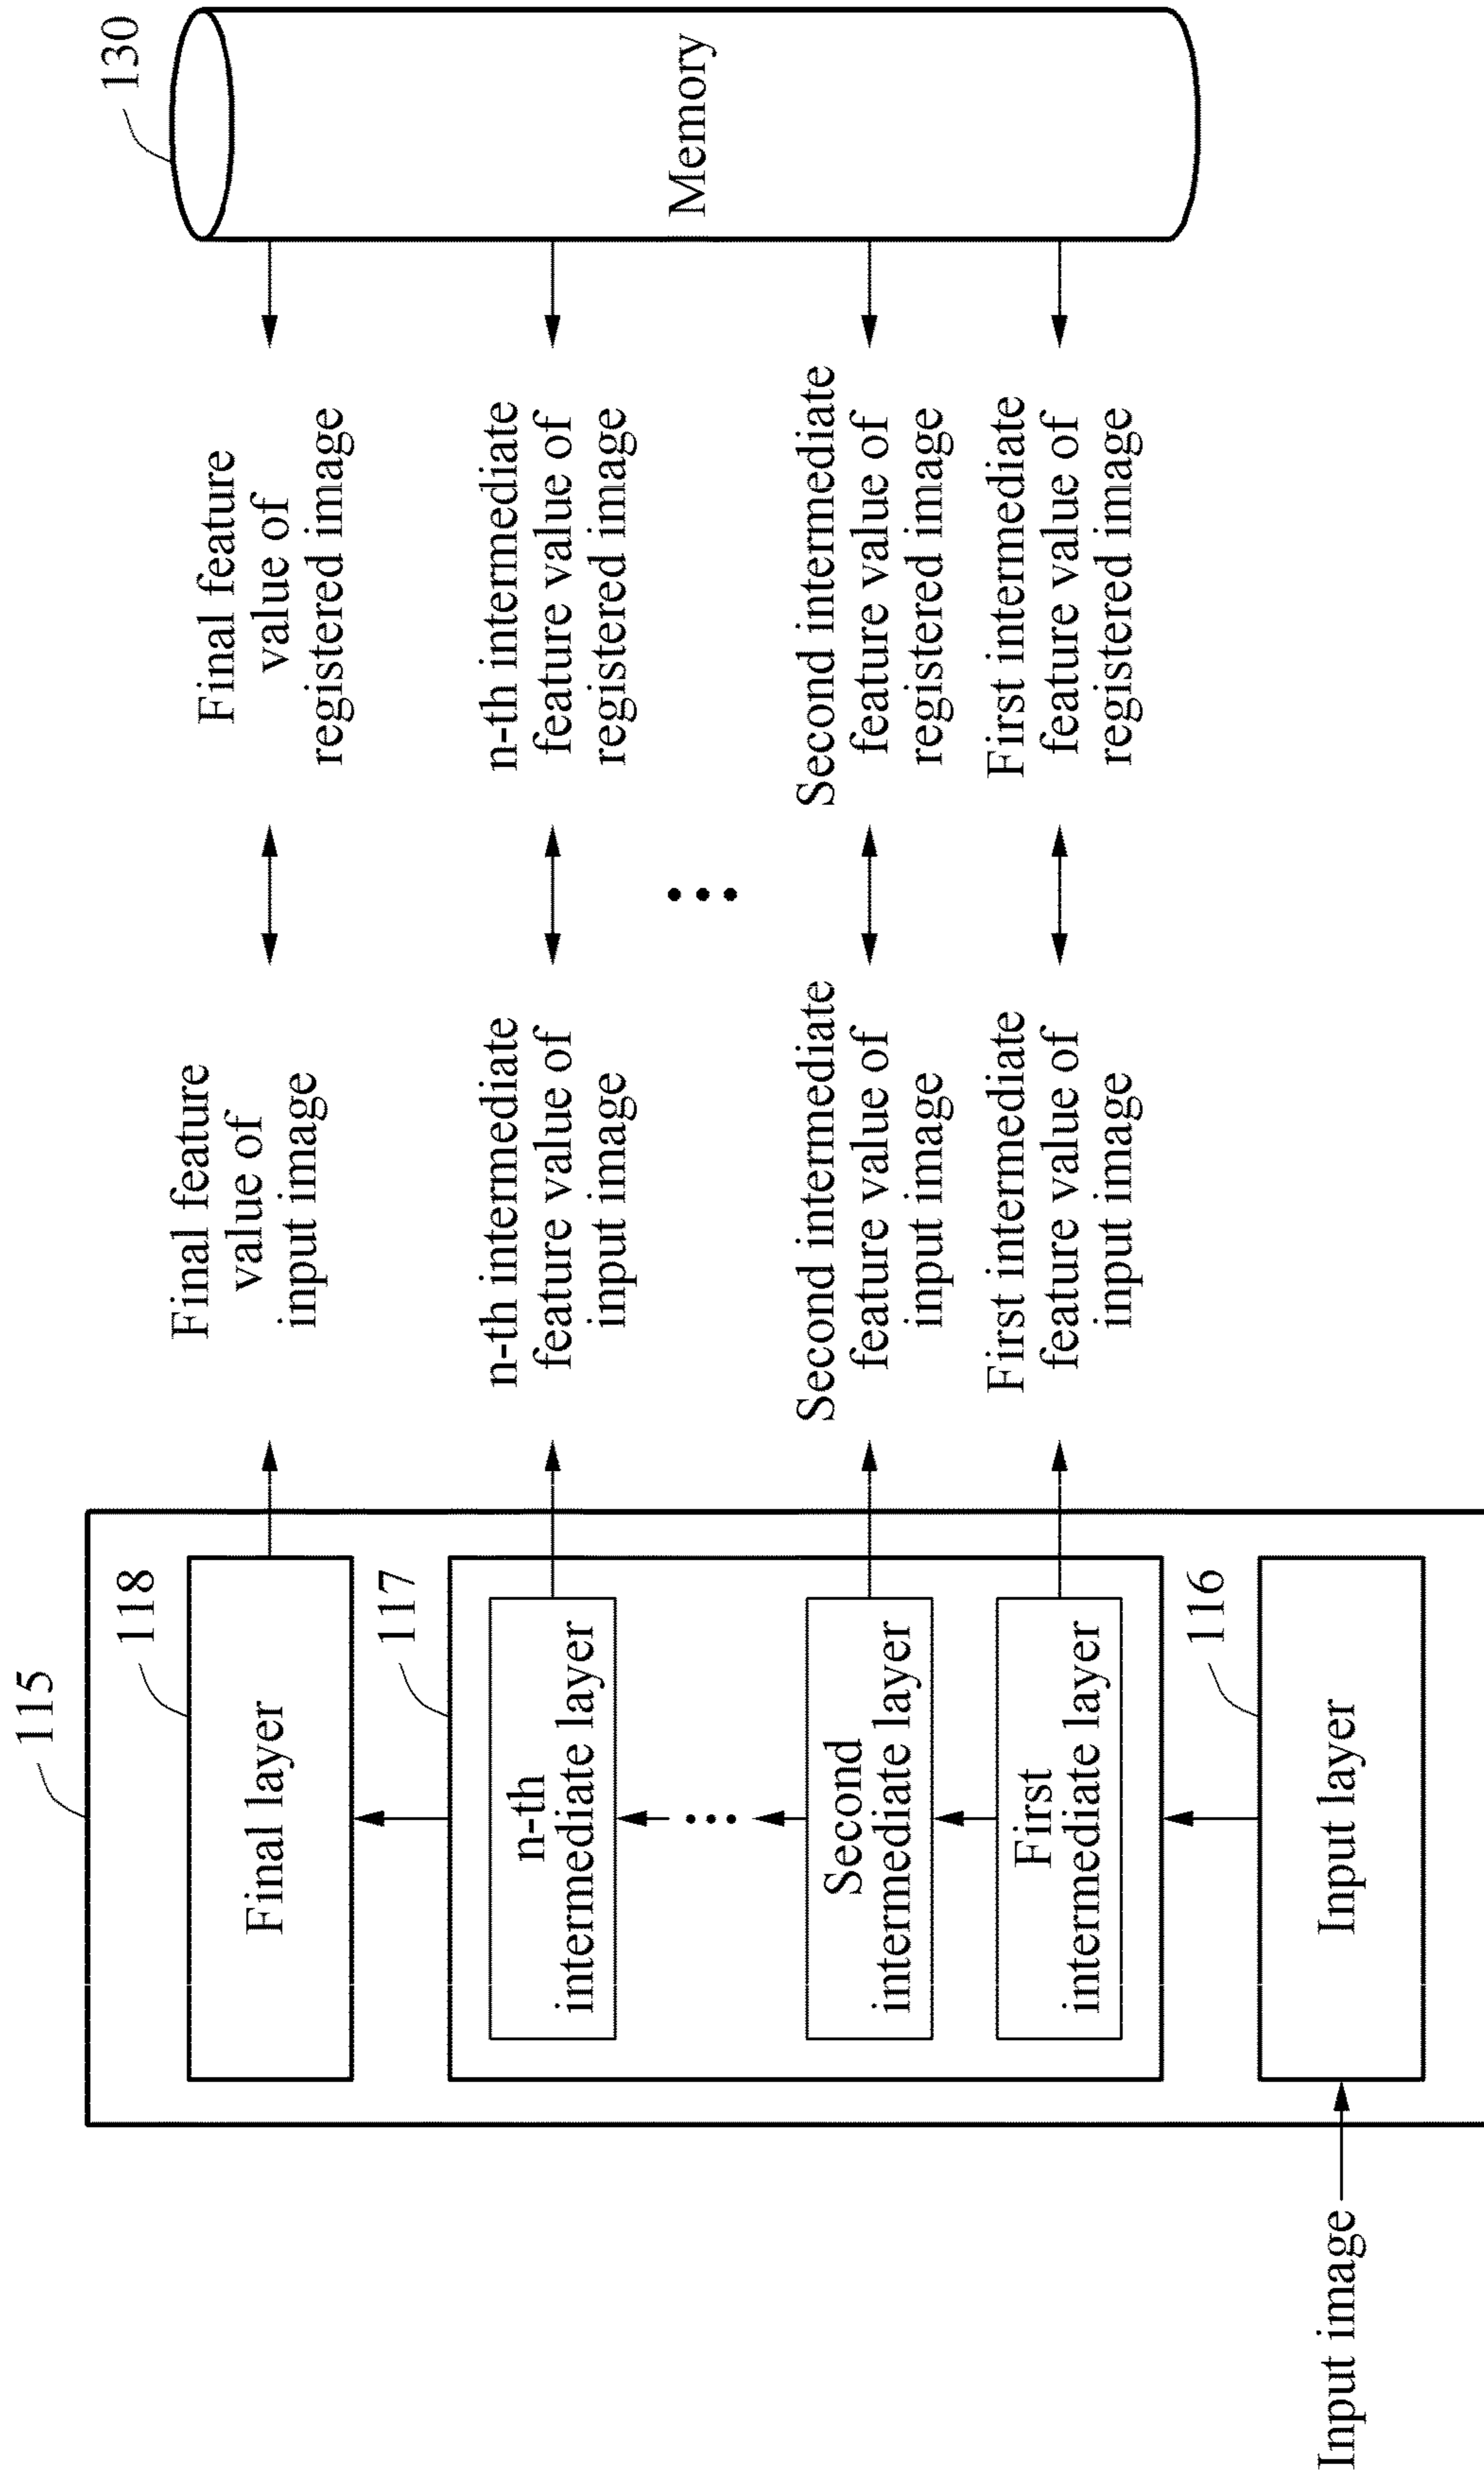 115
118
Final layer
117
n-th
intermediate layer
Second
intermediate layer
First
intermediate layer
116
Input layer
Input image
Final feature
value of
input image
n-th intermediate
feature value of
input image
Second intermediate
feature value of
input image
First intermediate
feature value of
input image
Final feature
value of
registered image
n-th intermediate
feature value of
registered image
Second intermediate
feature value of
registered image
First intermediate
feature value of
registered image
130
Memory